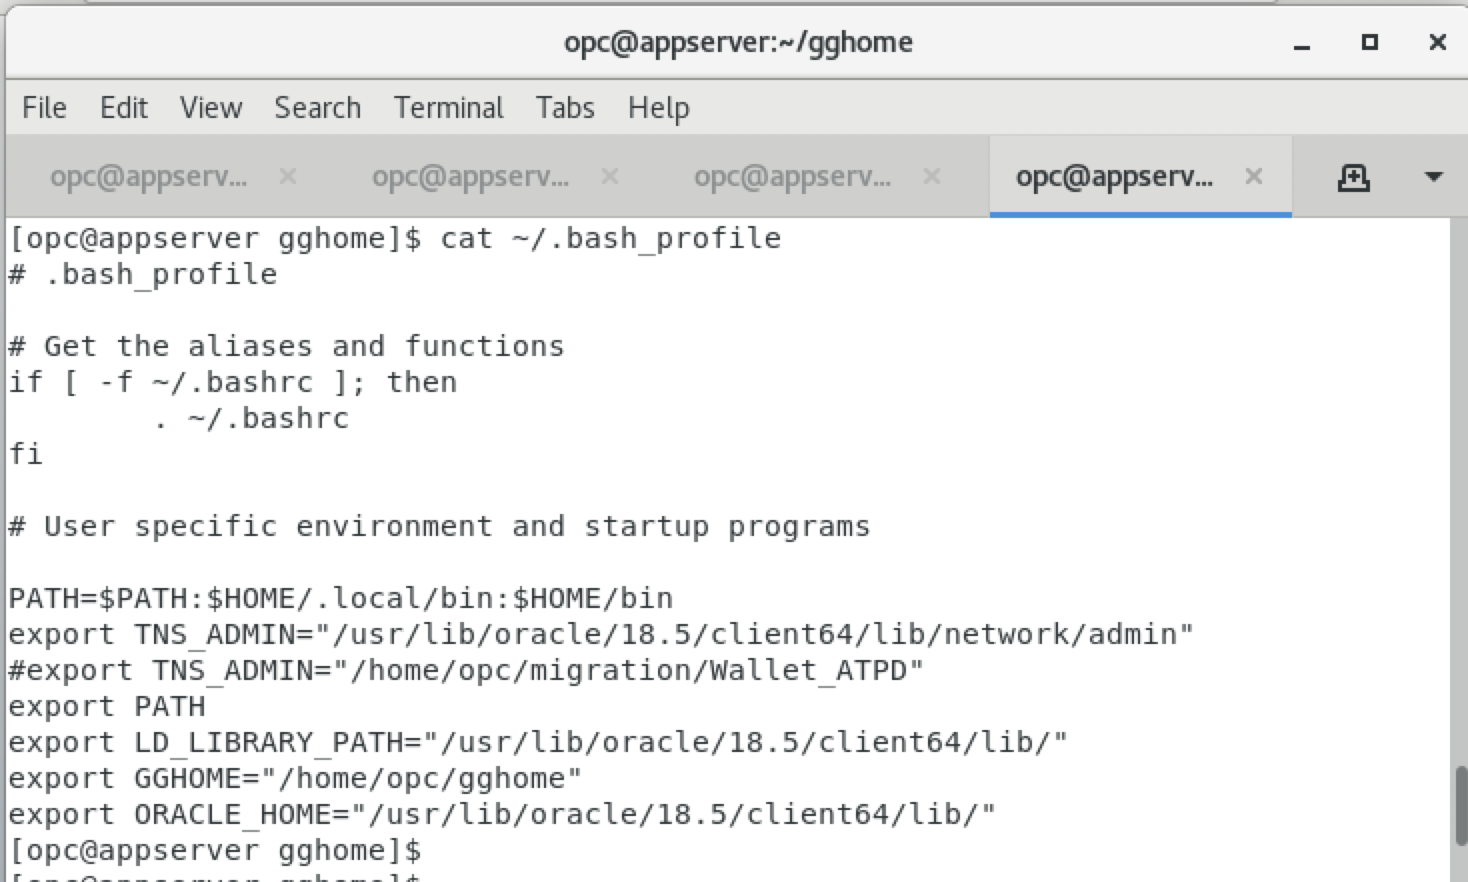 opc@appserver:~/gghome
File Edit View Search Terminal Tabs Help
opc@appserv... opc@appserv... opc@appserv... opc@appserv...
[opc@appserver gghome]$ cat ~/.bash_profile
# .bash_profile

# Get the aliases and functions
if [ -f ~/.bashrc ]; then
        . ~/.bashrc
fi

# User specific environment and startup programs

PATH=$PATH:$HOME/.local/bin:$HOME/bin
export TNS_ADMIN="/usr/lib/oracle/18.5/client64/lib/network/admin"
#export TNS_ADMIN="/home/opc/migration/Wallet_ATPD"
export PATH
export LD_LIBRARY_PATH="/usr/lib/oracle/18.5/client64/lib/"
export GGHOME="/home/opc/gghome"
export ORACLE_HOME="/usr/lib/oracle/18.5/client64/lib/"
[opc@appserver gghome]$
[opc@appserver gghome]$